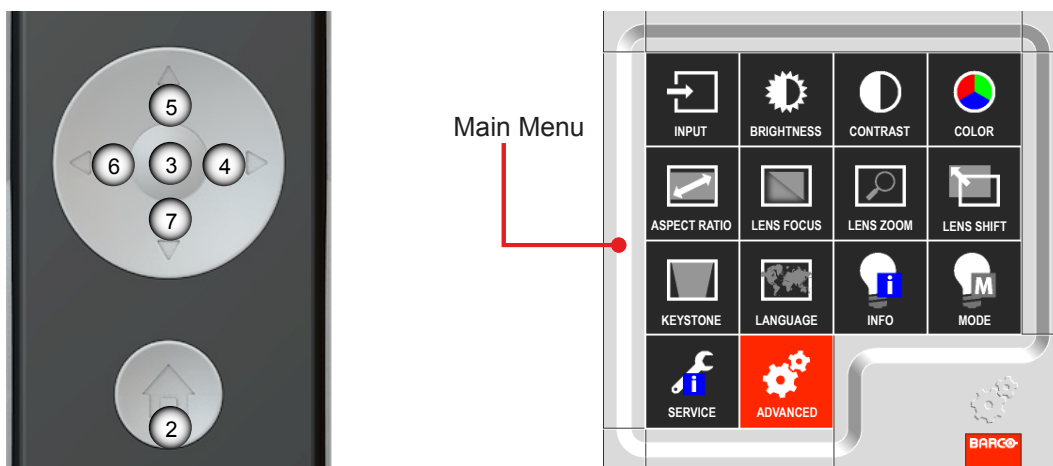 5
6 3 4
7
2
Main Menu
INPUT BRIGHTNESS CONTRAST COLOR
ASPECT RATIO LENS FOCUS LENS ZOOM LENS SHIFT
i M
KEYSTONE LANGUAGE INFO MODE
i
SERVICE ADVANCED
BARCO